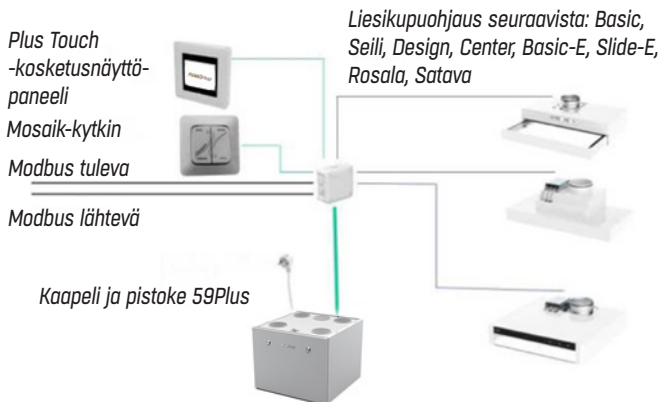 Plus Touch
-kosketusnäyttö-
paneeli
Mosaik-kytkin
Modbus tuleva
Modbus lähtevä
Kaapeli ja pistoke 59Plus
Liesikupuohjaus seuraavista: Basic,
Seili, Design, Center, Basic-E, Slide-E,
Rosala, Satava